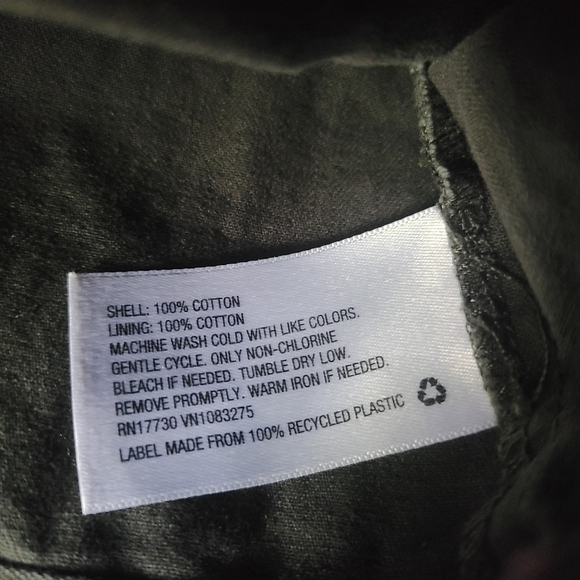 SHELL: 100% COTTON
LINING: 100% COTTON
MACHINE WASH COLD WITH LIKE COLORS.
GENTLE CYCLE. ONLY NON-CHLORINE
BLEACH IF NEEDED. TUMBLE DRY LOW.
REMOVE PROMPTLY. WARM IRON IF NEEDED.
RN17730 VN1083275
LABEL MADE FROM 100% RECYCLED PLASTIC